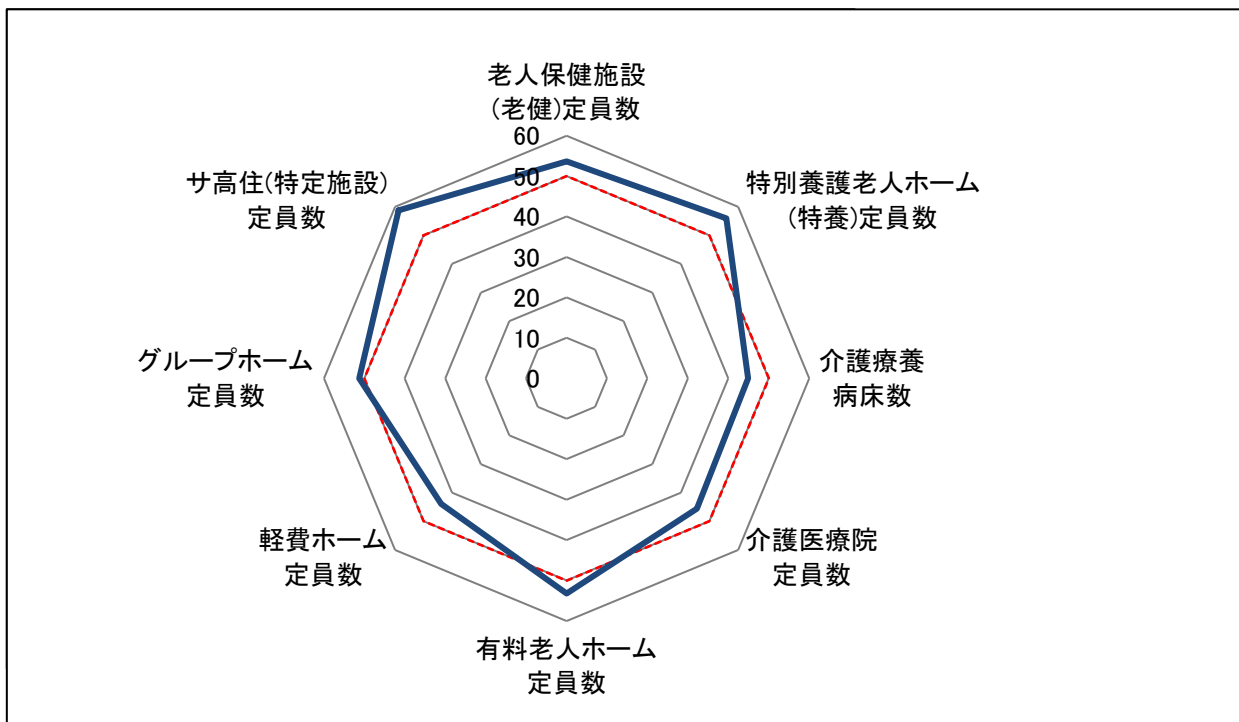 老人保健施設
(老健)定員数
特別養護老人ホーム
(特養)定員数
介護療養
病床数
介護医療院
定員数
有料老人ホーム
定員数
軽費ホーム
定員数
グループホーム
定員数
サ高住(特定施設)
定員数
60
50
40
30
20
10
0